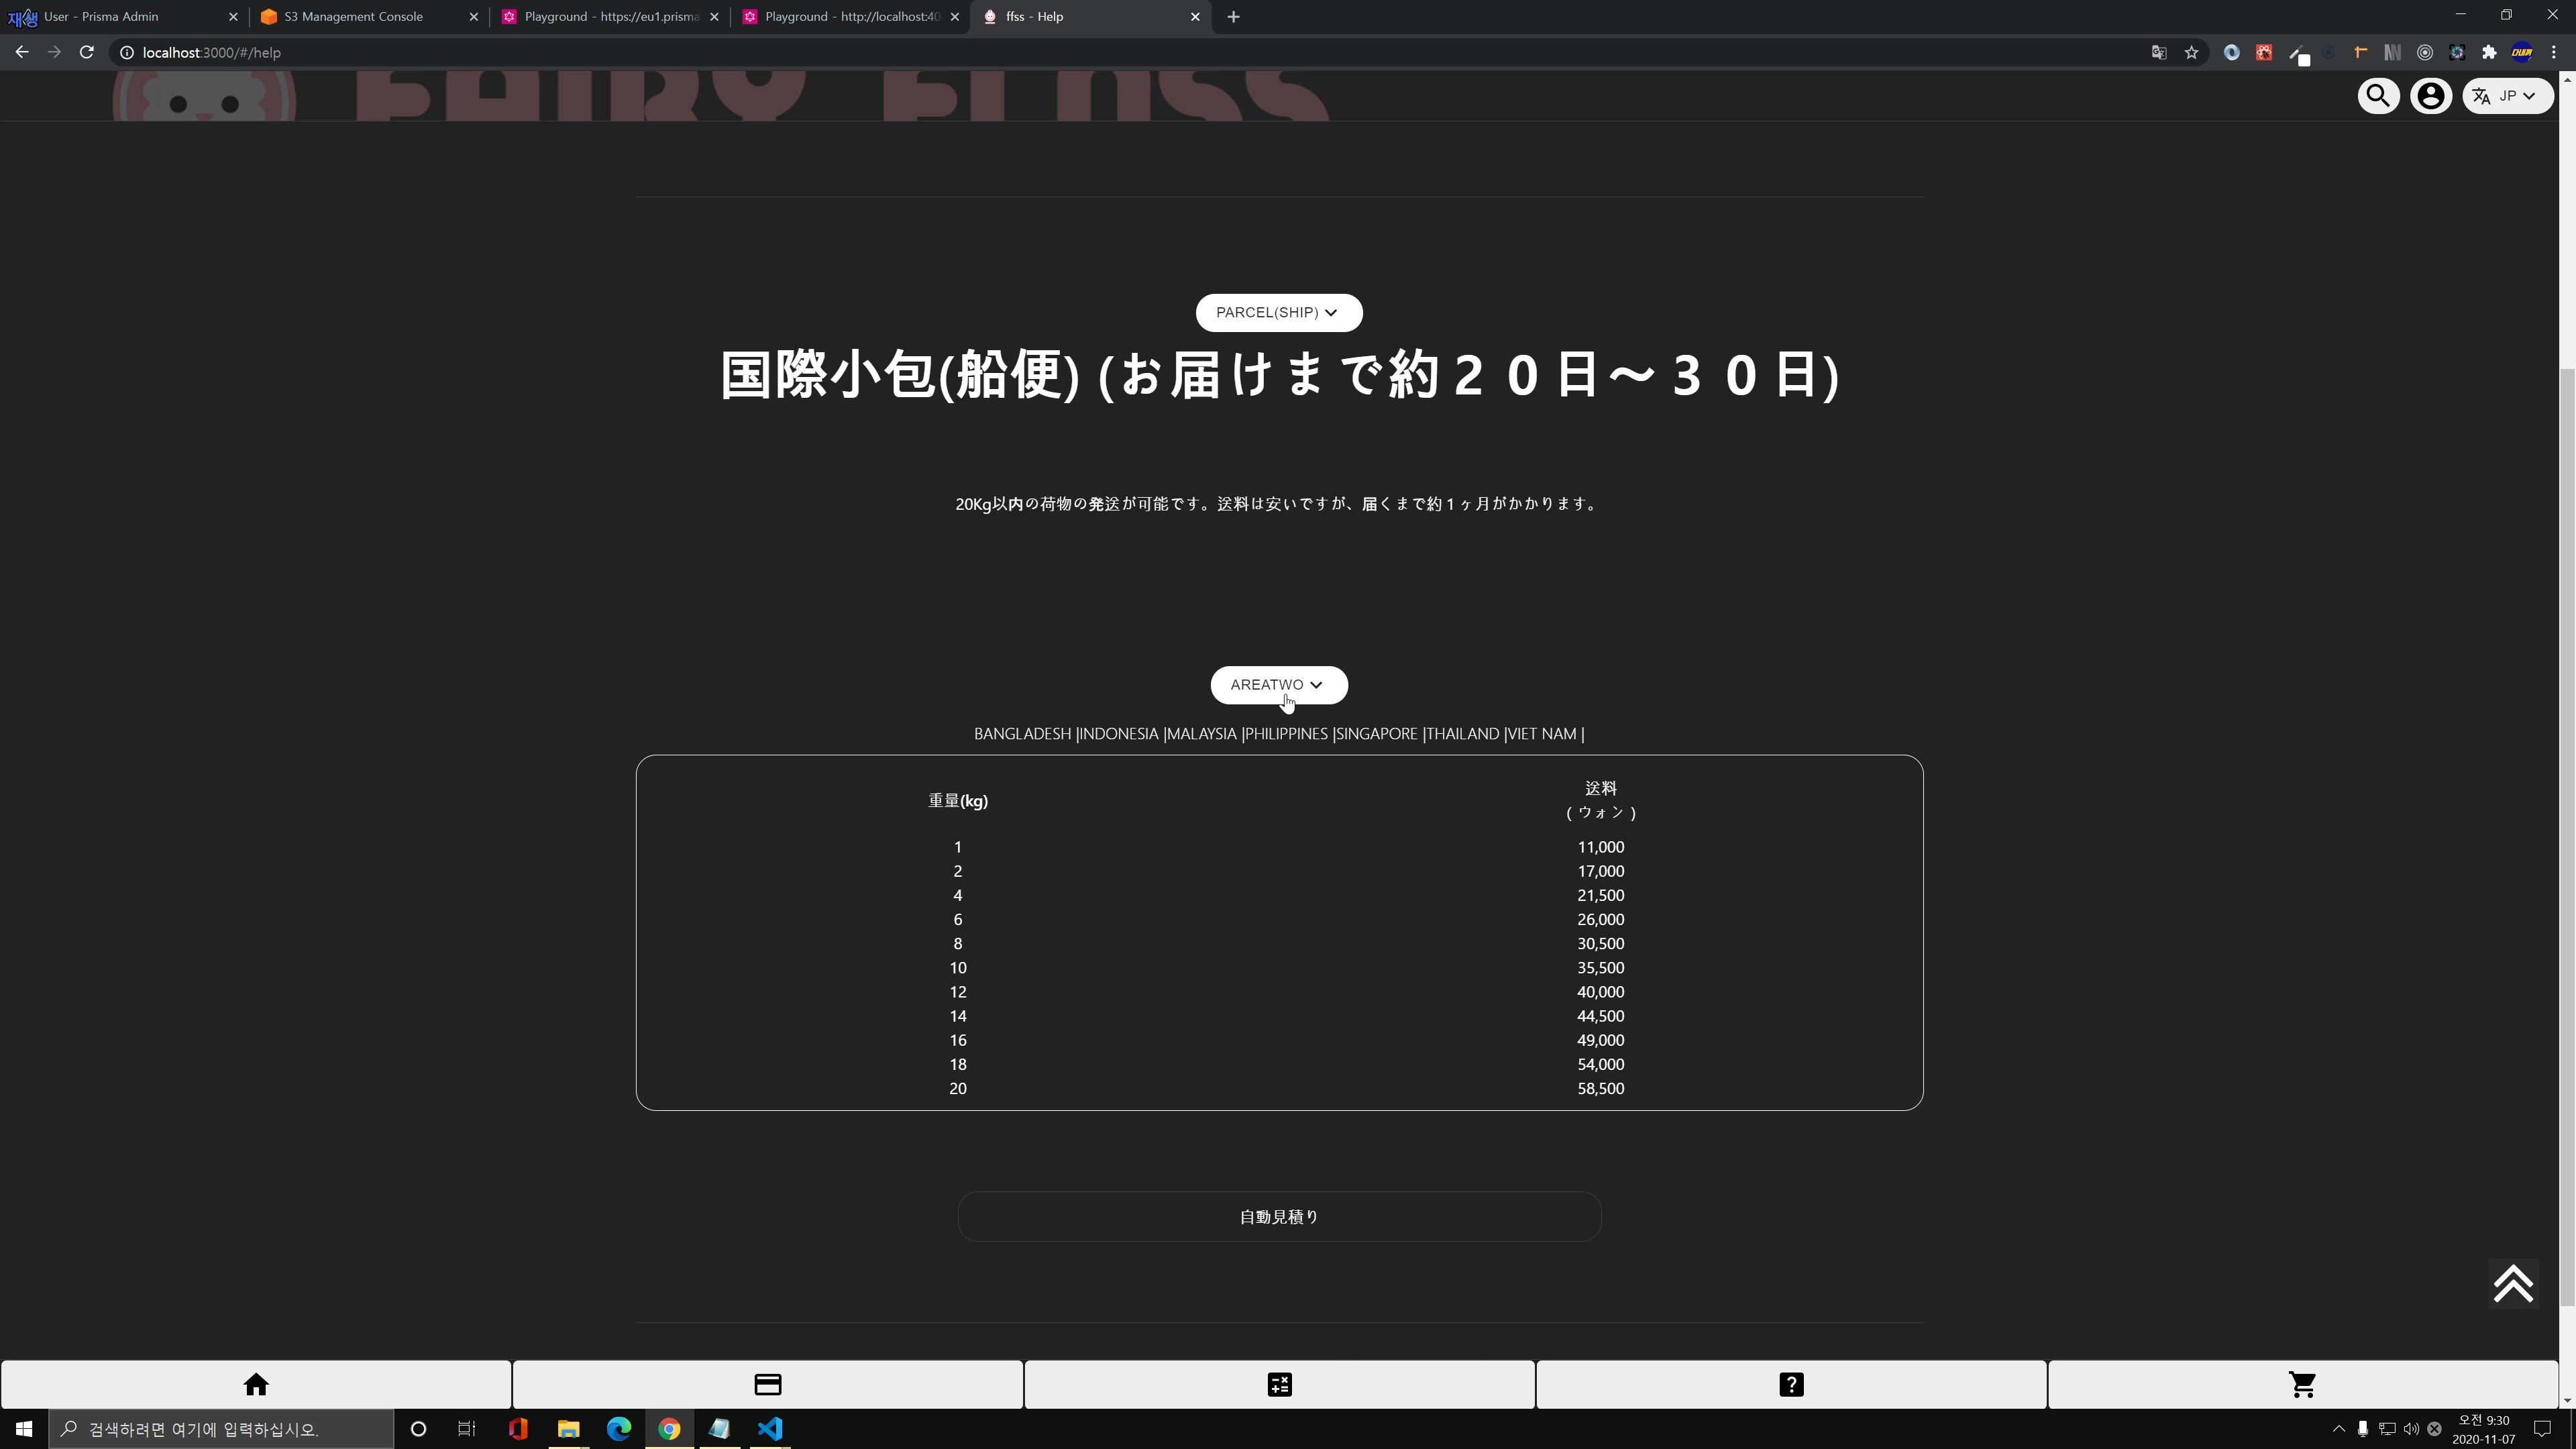 User - Prisma Admin
S3 Management Console
Playground - https://eu1.prisma
Playground - http://localhost:40
ffss - Help
localhost:3000/#/help
FAIRY FLOSS
JP
PARCEL(SHIP)
国際小包(船便) (お届けまで約２０日～３０日)
20Kg以内の荷物の発送が可能です。送料は安いですが、届くまで約１ヶ月がかかります。
AREATWO
BANGLADESH |INDONESIA |MALAYSIA |PHILIPPINES |SINGAPORE |THAILAND |VIET NAM |
重量(kg) 送料
( ウォン )
1 11,000
2 17,000
4 21,500
6 26,000
8 30,500
10 35,500
12 40,000
14 44,500
16 49,000
18 54,000
20 58,500
自動見積り
검색하려면 여기에 입력하십시오.
오전 9:30
2020-11-07